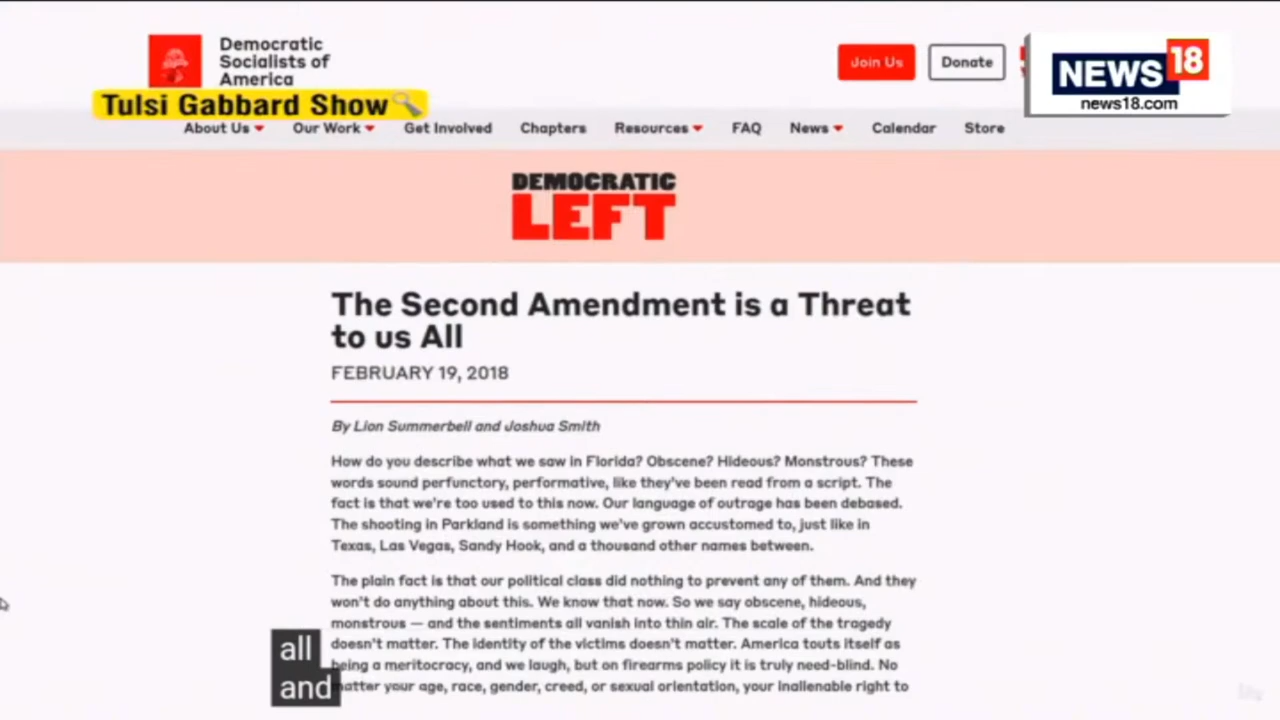 Democratic
Socialists of
America
Tulsi Gabbard Show
Join Us
Donate
NEWS 18
news18.com
About Us
Our Work
Get Involved
Chapters
Resources
FAQ
News
Calendar
Store
DEMOCRATIC
LEFT
The Second Amendment is a Threat
to us All
FEBRUARY 19, 2018
By Lion Summerbell and Joshua Smith
How do you describe what we saw in Florida? Obscene? Hideous? Monstrous? These
words sound perfunctory, performative, like they've been read from a script. The
fact is that we're too used to this now. Our language of outrage has been debased.
The shooting in Parkland is something we've grown accustomed to, just like in
Texas, Las Vegas, Sandy Hook, and a thousand other names between.
The plain fact is that our political class did nothing to prevent any of them. And they
won't do anything about this. We know that now. So we say obscene, hideous,
monstrous — and the sentiments all vanish into thin air. The scale of the tragedy
doesn't matter. The identity of the victims doesn't matter. America touts itself as
being a meritocracy, and we laugh, but on firearms policy it is truly need-blind. No
matter your age, race, gender, creed, or sexual orientation, your inalienable right to
all
and